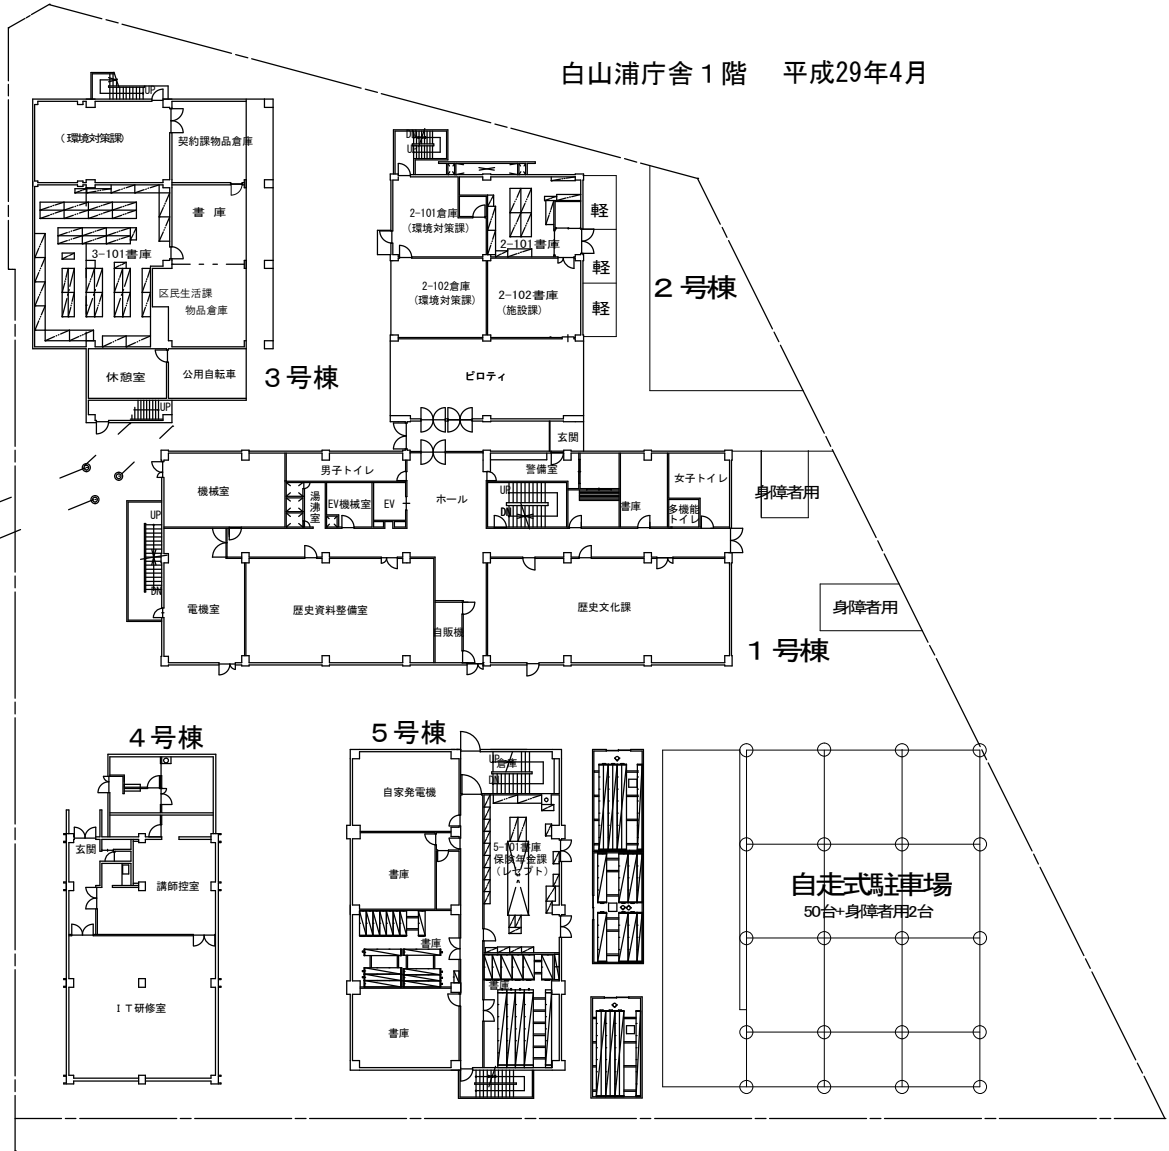 白山浦庁舎１階　平成29年4月
UP
(環境対策課)
契約課物品倉庫
書 庫
3-101書庫
区民生活課
物品倉庫
休憩室
公用自転車
UP
３号棟
DN
UP
2-101倉庫
(環境対策課)
2-101書庫
軽
軽
軽
2-102倉庫
(環境対策課)
2-102書庫
(施設課)
２号棟
ピロティ
玄関
機械室
男子トイレ
湯沸室
EV機械室
EV
ホール
警備室
UP
DN
書庫
女子トイレ
多機能
トイレ
身障者用
UP
DN
電機室
歴史資料整備室
自販機
歴史文化課
身障者用
１号棟
４号棟
玄関
講師控室
ＩＴ研修室
５号棟
自家発電機
UP
倉庫
DN
書庫
5-101書庫
保険年金課
(レセプト)
書庫
書庫
書庫
自走式駐車場
50台+身障者用2台